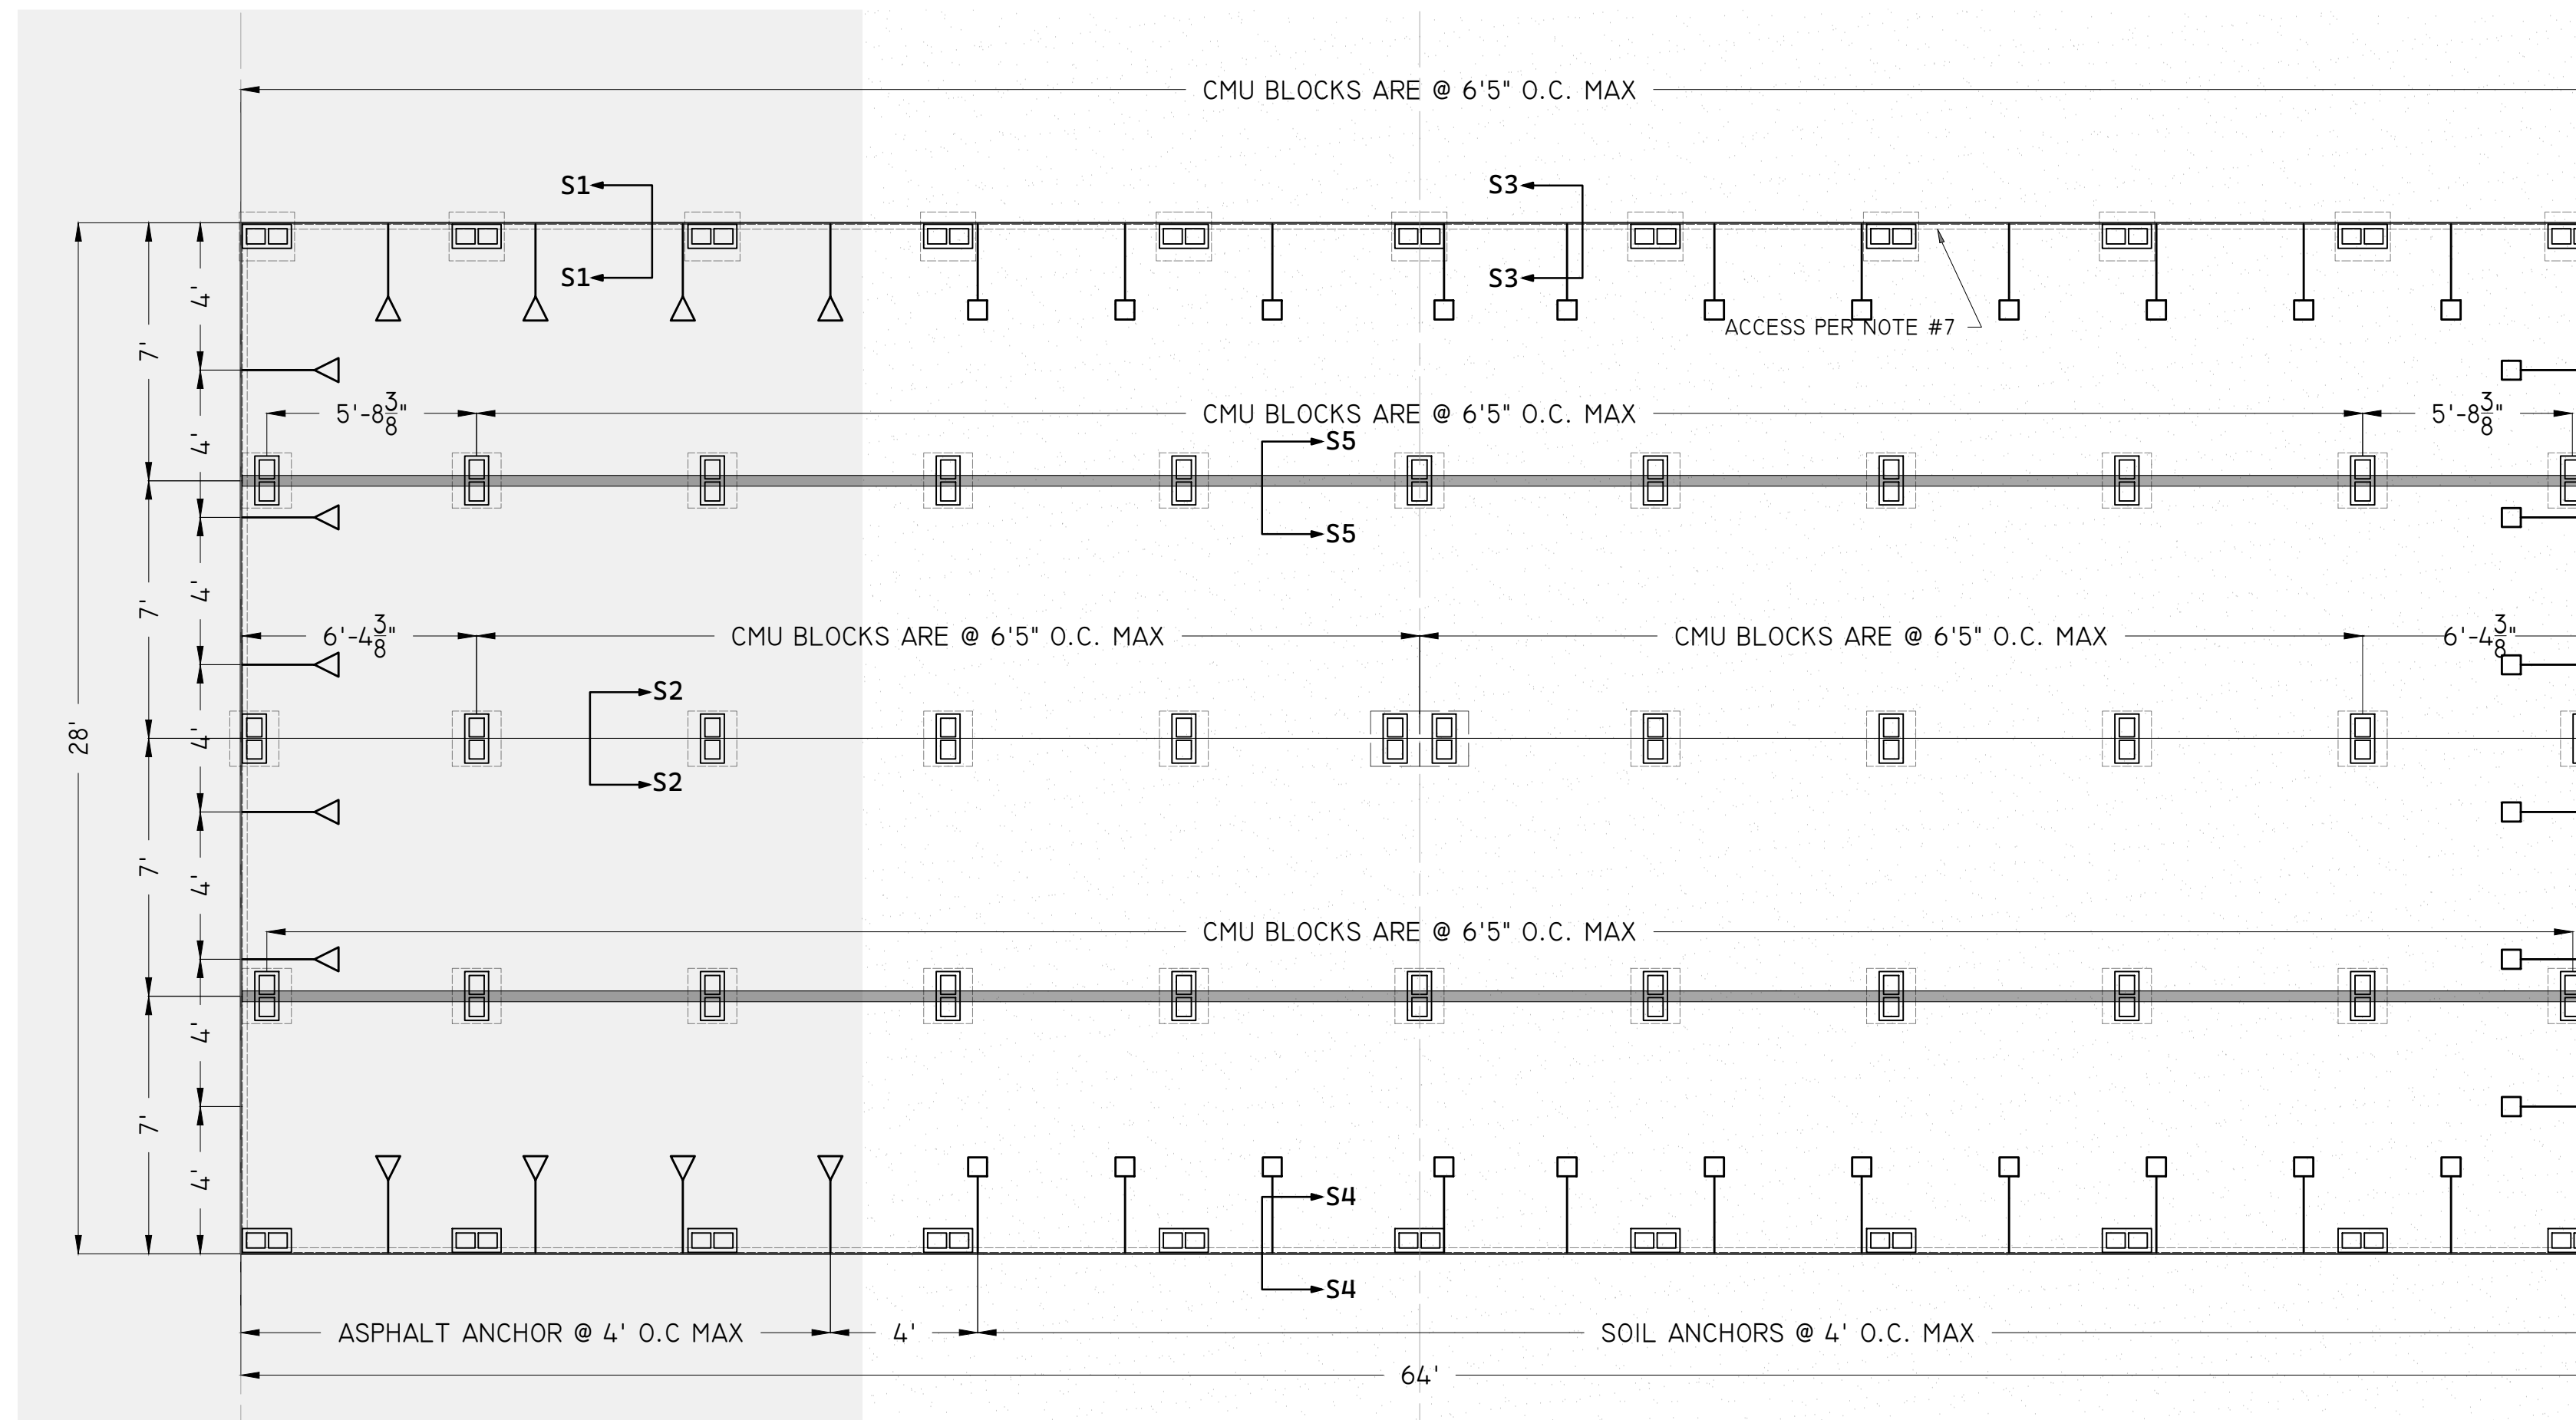 CMU BLOCKS ARE @ 6'5" O.C. MAX
S1
S3
S1
S3
4'
ACCESS PER NOTE #7
7'
5'-8 3/8"
CMU BLOCKS ARE @ 6'5" O.C. MAX
5'-8 3/8"
4'
S5
S5
4'
7'
6'-4 3/8"
CMU BLOCKS ARE @ 6'5" O.C. MAX
CMU BLOCKS ARE @ 6'5" O.C. MAX
6'-4 3/8"
S2
28'
4'
S2
7'
4'
CMU BLOCKS ARE @ 6'5" O.C. MAX
4'
7'
4'
S4
S4
ASPHALT ANCHOR @ 4' O.C MAX
4'
SOIL ANCHORS @ 4' O.C. MAX
64'